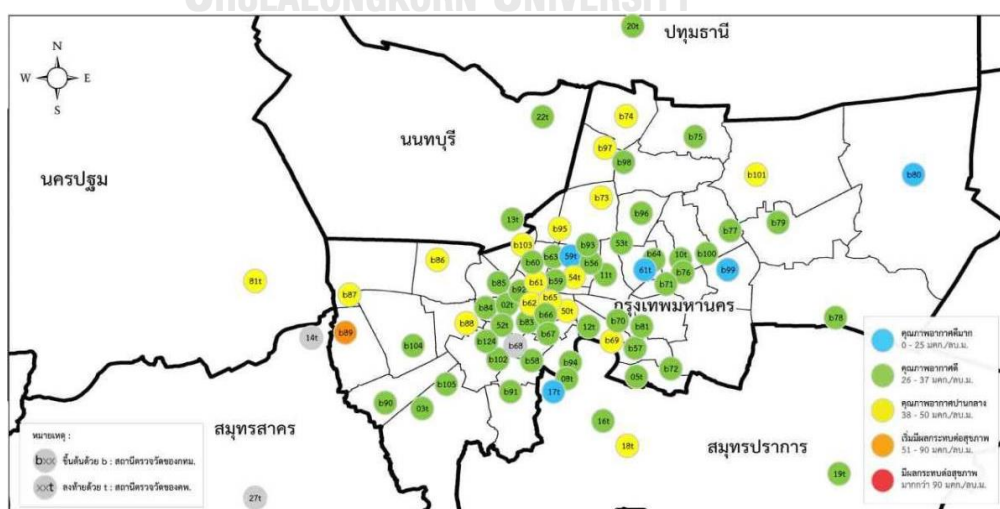 CHULALONGKORN UNIVERSITY
20t
ปทุมธานี
N
W E
S
b74
22t
b75
นนทบุรี
b97
b98
นครปฐม
b101
b80
b73
13t
b96
b79
b95
b77
b103
b93
53t
b86
b60
b63
59t
b56
b64
10t
b100
61t
b76
b99
81t
b85
b61
b59
54t
11t
b71
b87
b92
b65
กรุงเทพมหานคร
b84
02t
b62
b66
50t
b78
b88
52t
b83
b67
12t
b70
b81
14t
b89
b104
b124
b68
b69
b57
b102
b58
b94
b72
b105
08t
05t
b90
03t
b91
17t
16t
สมุทรสาคร
18t
สมุทรปราการ
19t
27t
หมายเหตุ :
bxx ขึ้นต้นด้วย b : สถานีตรวจวัดของกทม.
xxt ลงท้ายด้วย t : สถานีตรวจวัดของคพ.
คุณภาพอากาศดีมาก
0 - 25 มคก./ลบ.ม.
คุณภาพอากาศดี
26 - 37 มคก./ลบ.ม.
คุณภาพอากาศปานกลาง
38 - 50 มคก./ลบ.ม.
เริ่มมีผลกระทบต่อสุขภาพ
51 - 90 มคก./ลบ.ม.
มีผลกระทบต่อสุขภาพ
มากกว่า 90 มคก./ลบ.ม.